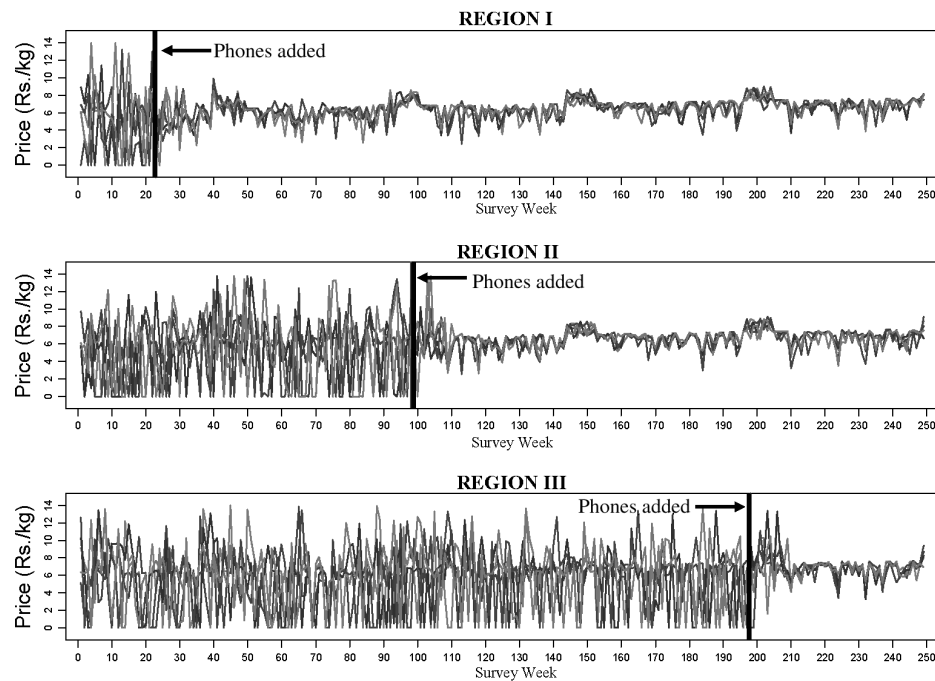 REGION I
Price (Rs./kg)
0 2 4 6 8 10 12 14
Phones added
0 10 20 30 40 50 60 70 80 90 100 110 120 130 140 150 160 170 180 190 200 210 220 230 240 250
Survey Week
REGION II
Price (Rs./kg)
0 2 4 6 8 10 12 14
Phones added
0 10 20 30 40 50 60 70 80 90 100 110 120 130 140 150 160 170 180 190 200 210 220 230 240 250
Survey Week
REGION III
Price (Rs./kg)
0 2 4 6 8 10 12 14
Phones added
0 10 20 30 40 50 60 70 80 90 100 110 120 130 140 150 160 170 180 190 200 210 220 230 240 250
Survey Week